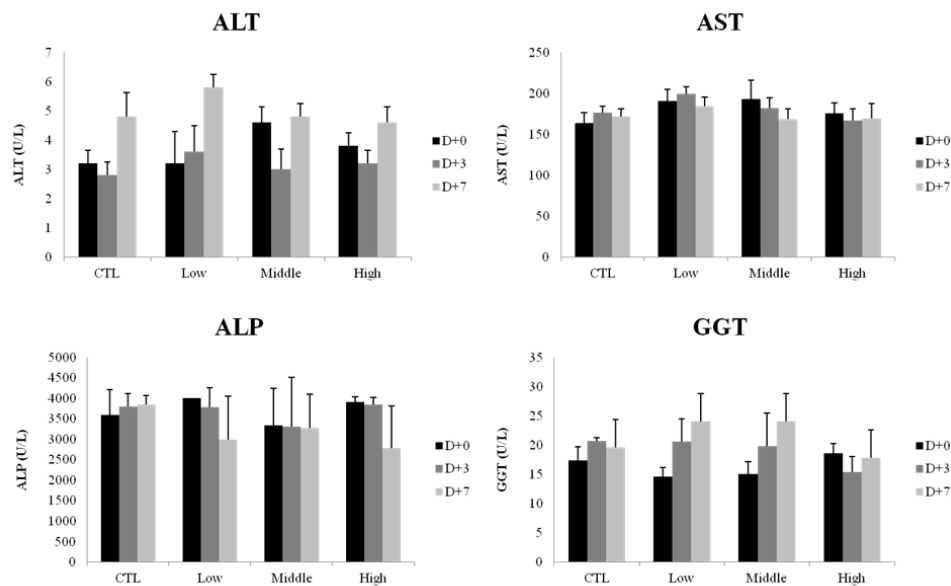 ALT
ALT (U/L)
7
6
5
4
3
2
1
0
CTL Low Middle High
D+0
D+3
D+7
AST
AST (U/L)
250
200
150
100
50
0
CTL Low Middle High
D+0
D+3
D+7
ALP
ALP (U/L)
5000
4500
4000
3500
3000
2500
2000
1500
1000
500
0
CTL Low Middle High
D+0
D+3
D+7
GGT
GGT (U/L)
35
30
25
20
15
10
5
0
CTL Low Middle High
D+0
D+3
D+7